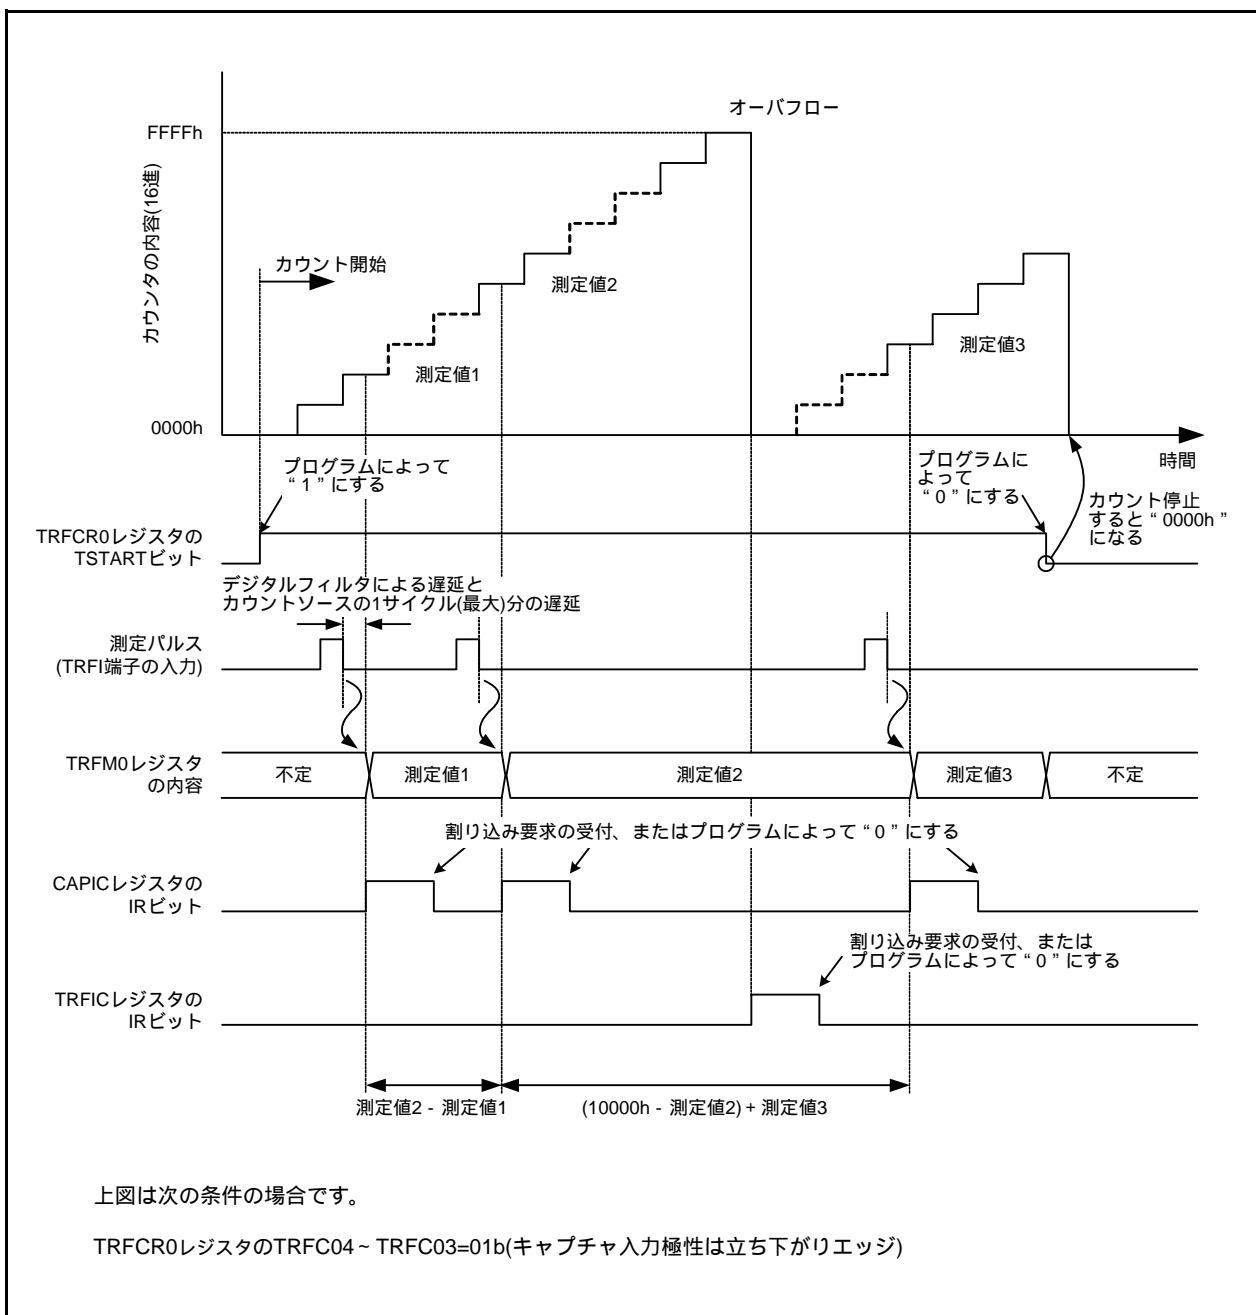 オーバフロー
FFFFh
カウンタの内容(16進)
カウント開始
測定値2
測定値1
測定値3
0000h
時間
プログラムによって
“ 1 ” にする
プログラムに
よって
“ 0 ” にする
カウント停止
すると “ 0000h ”
になる
TRFCR0レジスタの
TSTARTビット
デジタルフィルタによる遅延と
カウントソースの1サイクル(最大)分の遅延
測定パルス
(TRFI端子の入力)
TRFM0レジスタ
の内容
不定
測定値1
測定値2
測定値3
不定
割り込み要求の受付、またはプログラムによって “ 0 ” にする
CAPICレジスタの
IRビット
割り込み要求の受付、または
プログラムによって “ 0 ” にする
TRFICレジスタの
IRビット
測定値2 - 測定値1
(10000h - 測定値2) + 測定値3
上図は次の条件の場合です。
TRFCR0レジスタのTRFC04 ~ TRFC03=01b(キャプチャ入力極性は立ち下がりエッジ)